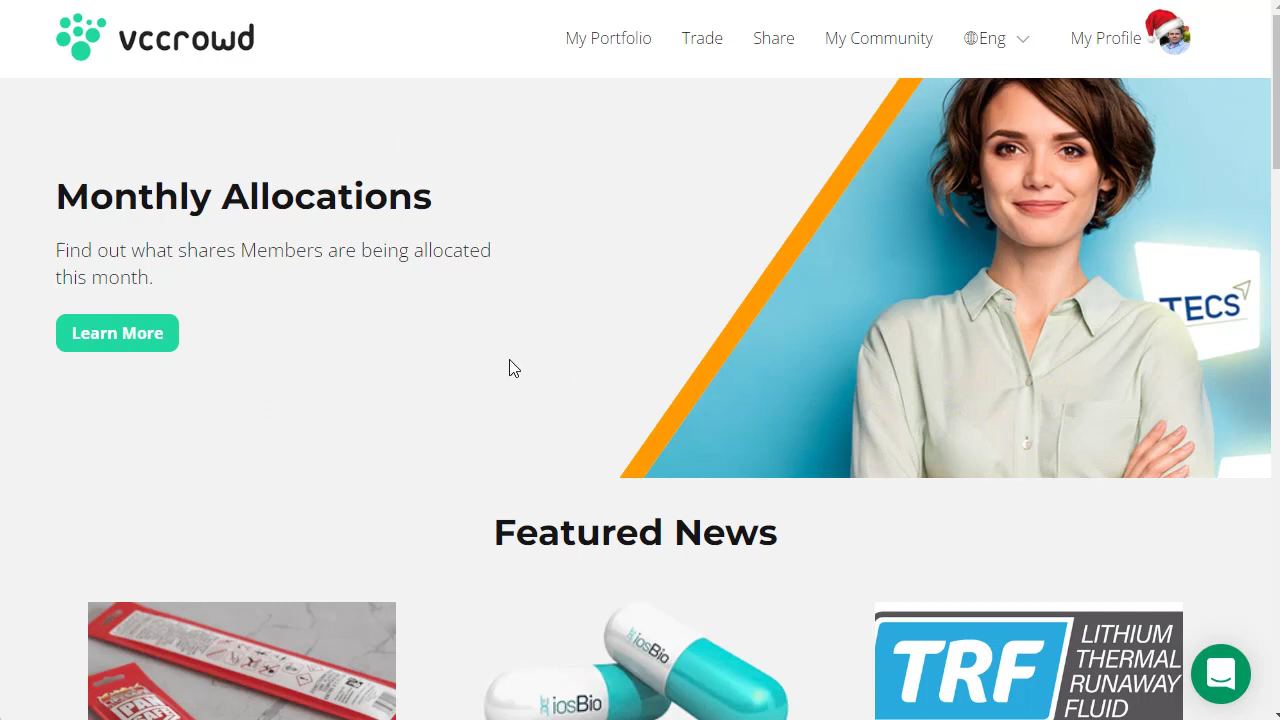 vccrowd
My Portfolio
Trade
Share
My Community
Eng
My Profile
Monthly Allocations
Find out what shares Members are being allocated
this month.
Learn More
TECS
Featured News
iosBio
iosBio
TRF
LITHIUM
THERMAL
RUNAWAY
FLUID